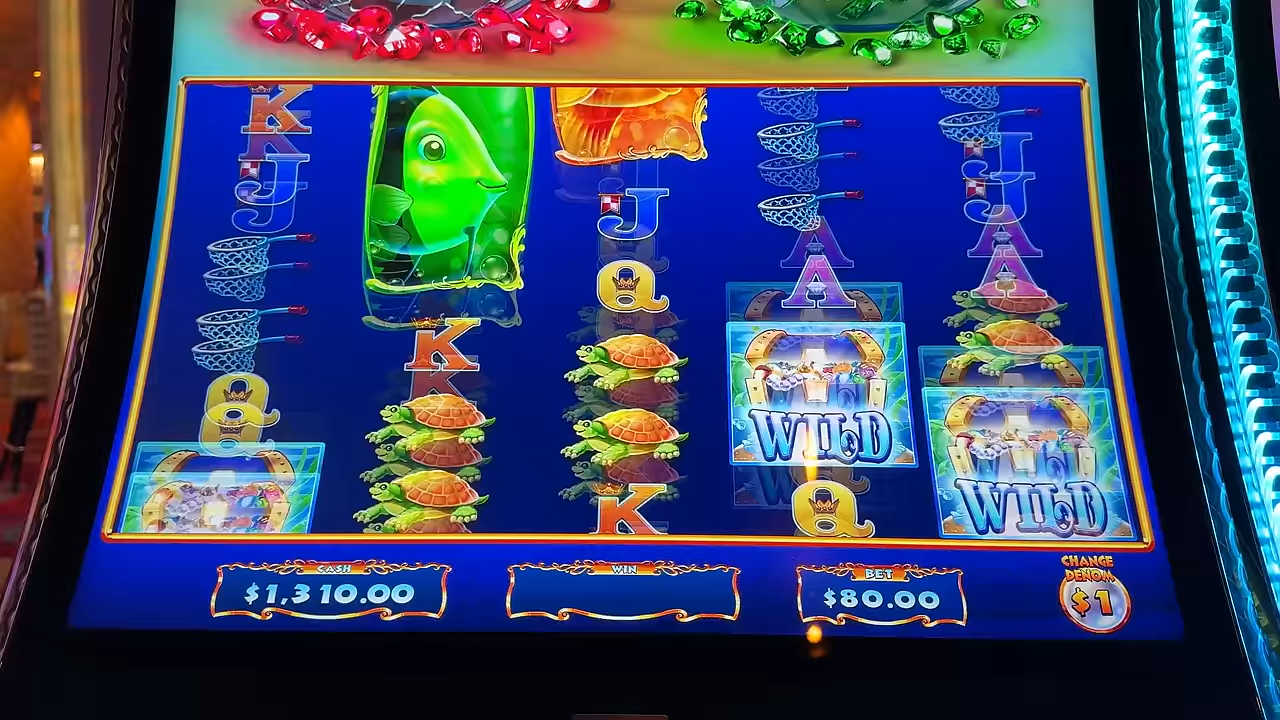 K
K
J
J
Q
Q
K
K
J
Q
K
A
A
WILD
Q
J
J
A
A
WILD
CASH
$1,310.00
WIN
BET
$80.00
CHANGE
DENOM
$1